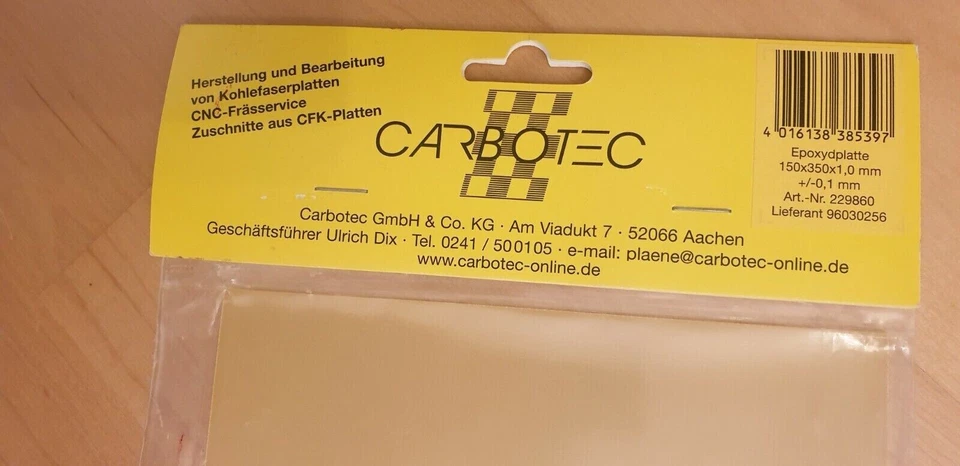 Herstellung und Bearbeitung
von Kohlefaserplatten
CNC-Frässervice
Zuschnitte aus CFK-Platten
CARBOTEC
4 016138 385397
Epoxydplatte
150x350x1,0 mm
+/-0,1 mm
Art.-Nr. 229860
Lieferant 96030256
Carbotec GmbH & Co. KG · Am Viadukt 7 · 52066 Aachen
Geschäftsführer Ulrich Dix · Tel. 0241 / 500105 · e-mail: plaene@carbotec-online.de
www.carbotec-online.de